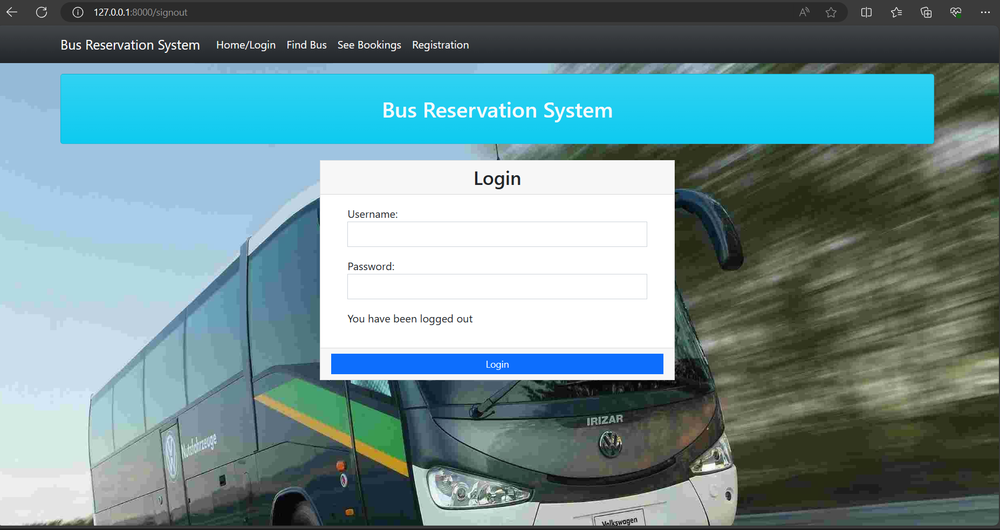 127.0.0.1:8000/signout
Bus Reservation System
Home/Login Find Bus See Bookings Registration
Bus Reservation System
Login
Username:
Password:
You have been logged out
Login
IRIZAR
Nutzfahrzeuge
Volkswagen